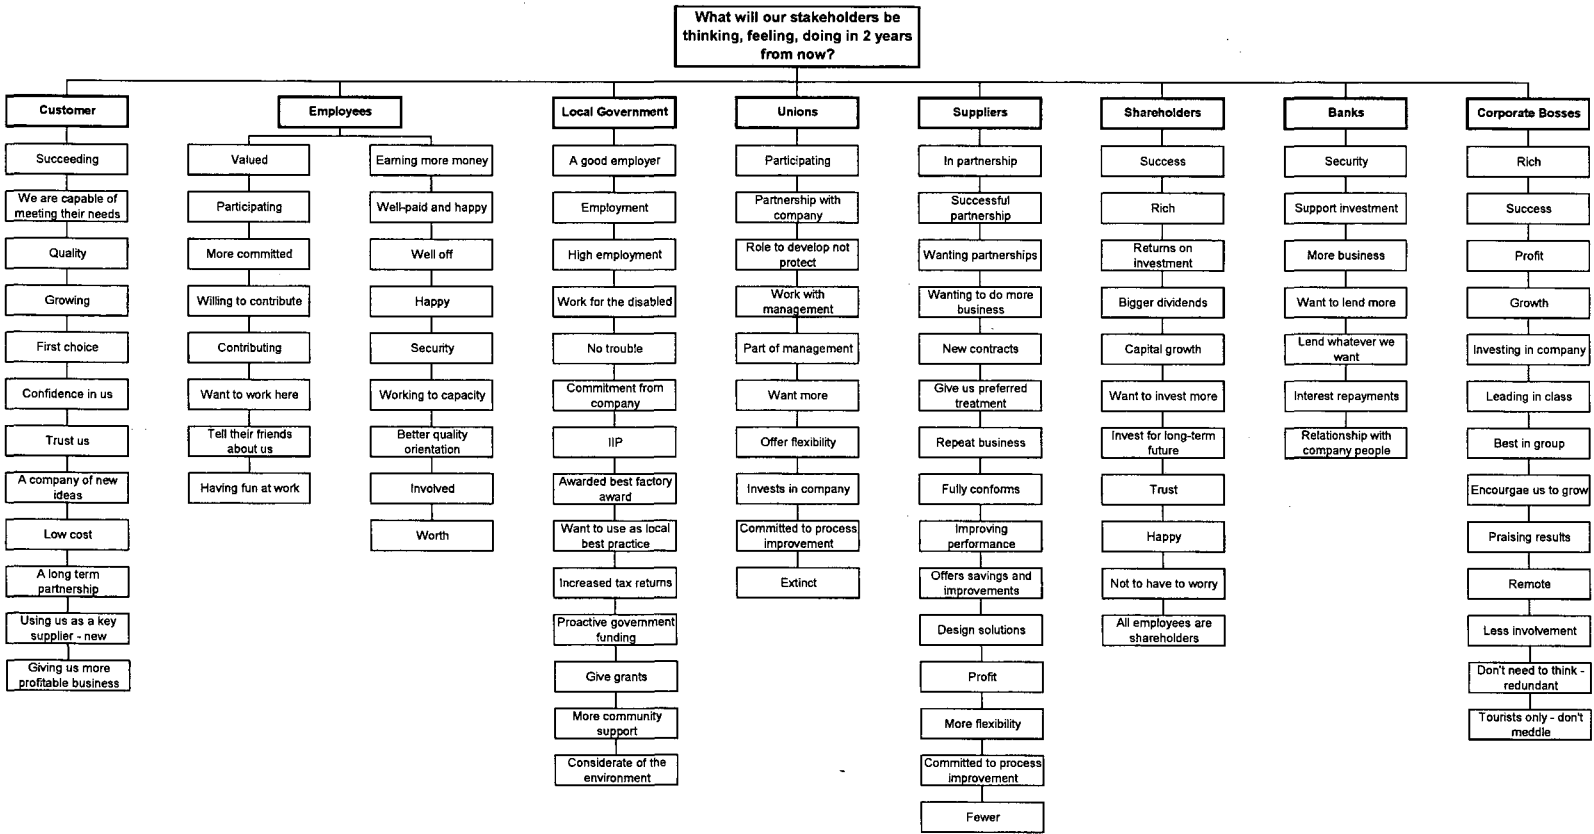 What will our stakeholders be
thinking, feeling, doing in 2 years
from now?
Customer
Succeeding
We are capable of
meeting their needs
Quality
Growing
First choice
Confidence in us
Trust us
A company of new
ideas
Low cost
A long term
partnership
Using us as a key
supplier - new
Giving us more
profitable business
Employees
Valued
Participating
More committed
Willing to contribute
Contributing
Want to work here
Tell their friends
about us
Having fun at work
Earning more money
Well-paid and happy
Well off
Happy
Security
Working to capacity
Better quality
orientation
Involved
Worth
Local Government
A good employer
Employment
High employment
Work for the disabled
No trouble
Commitment from
company
IIP
Awarded best factory
award
Want to use as local
best practice
Increased tax returns
Proactive government
funding
Give grants
More community
support
Considerate of the
environment
Unions
Participating
Partnership with
company
Role to develop not
protect
Work with
management
Part of management
Want more
Offer flexibility
Invests in company
Committed to process
improvement
Extinct
Suppliers
In partnership
Successful
partnership
Wanting partnerships
Wanting to do more
business
New contracts
Give us preferred
treatment
Repeat business
Fully conforms
Improving
performance
Offers savings and
improvements
Design solutions
Profit
More flexibility
Committed to process
improvement
Fewer
Shareholders
Success
Rich
Returns on
investment
Bigger dividends
Capital growth
Want to invest more
Invest for long-term
future
Trust
Happy
Not to have to worry
All employees are
shareholders
Banks
Security
Support investment
More business
Want to lend more
Lend whatever we
want
Interest repayments
Relationship with
company people
Corporate Bosses
Rich
Success
Profit
Growth
Investing in company
Leading in class
Best in group
Encourgae us to grow
Praising results
Remote
Less involvement
Don't need to think -
redundant
Tourists only - don't
meddle